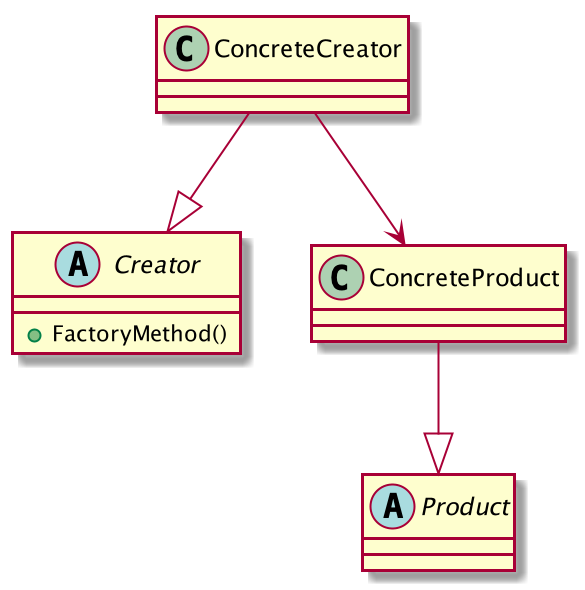 C ConcreteCreator
A Creator
FactoryMethod()
C ConcreteProduct
A Product